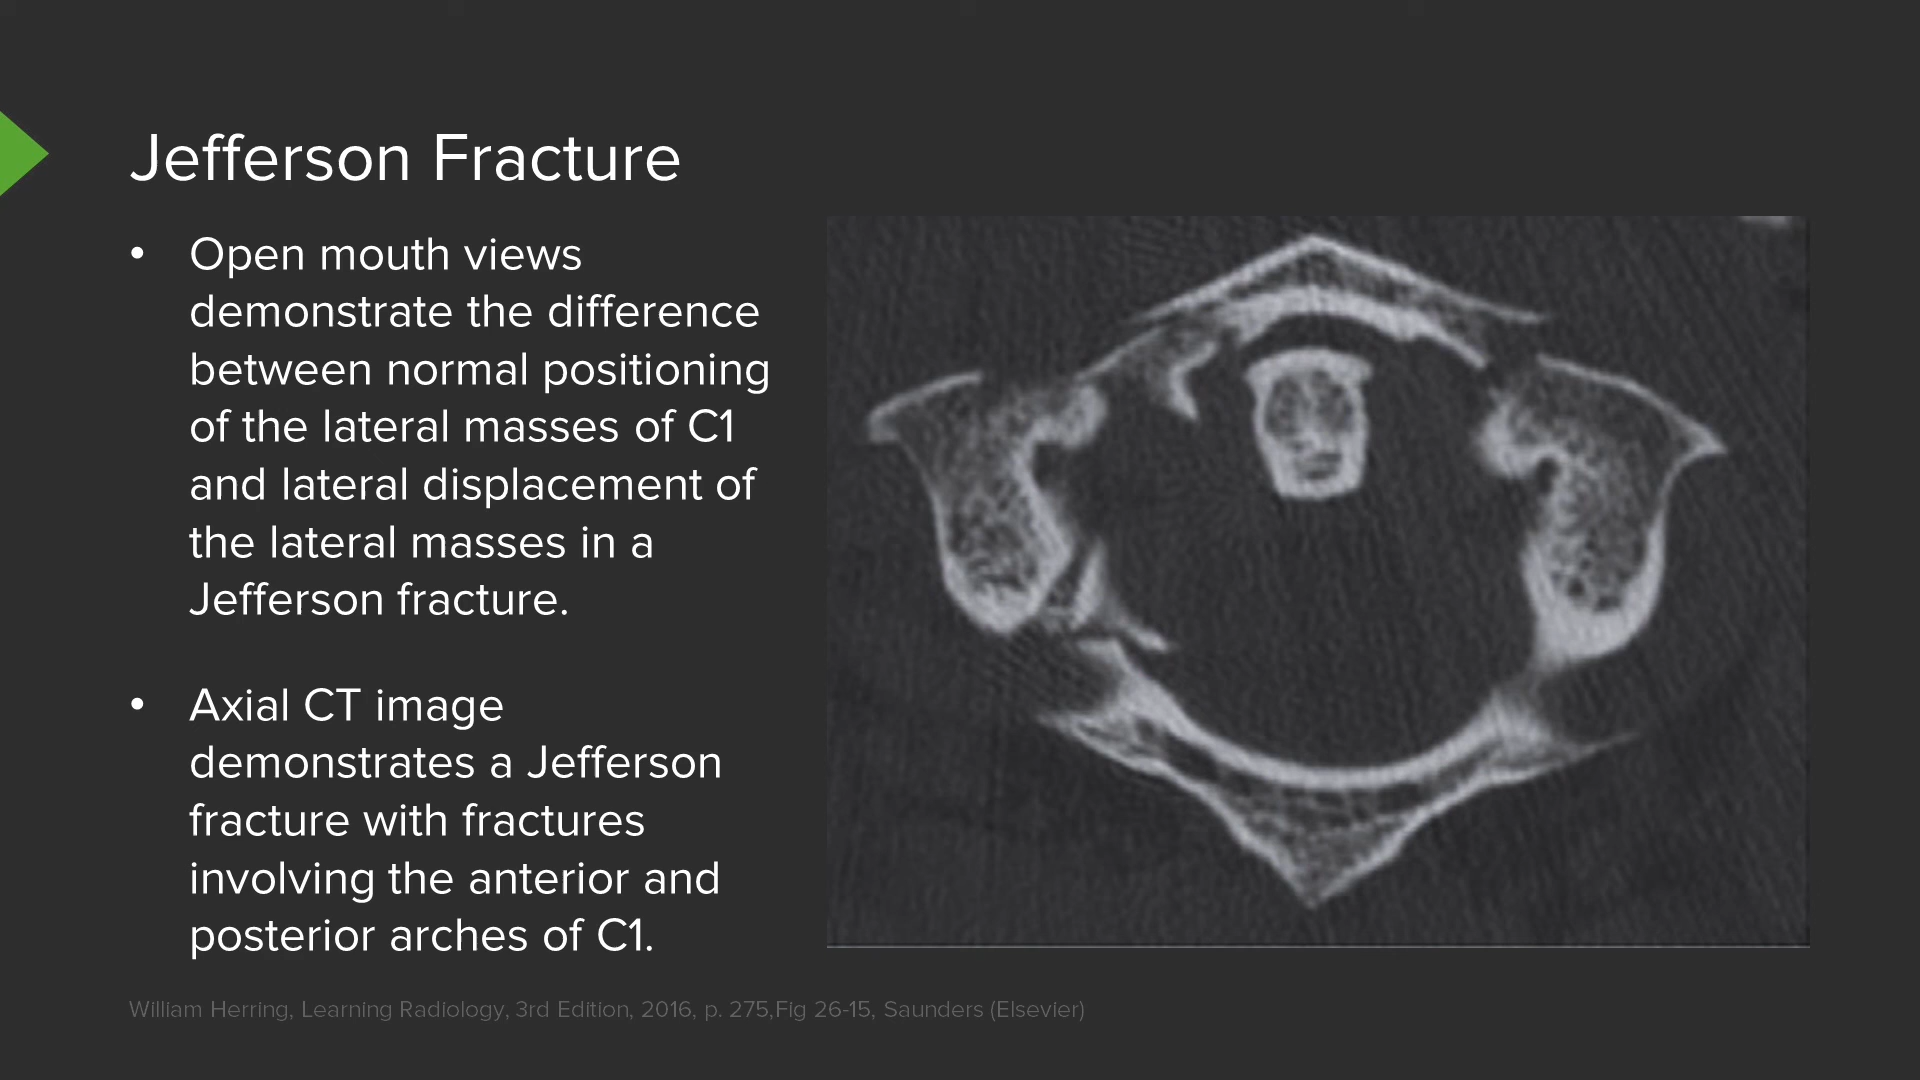 Jefferson Fracture
• Open mouth views
demonstrate the difference
between normal positioning
of the lateral masses of C1
and lateral displacement of
the lateral masses in a
Jefferson fracture.
• Axial CT image
demonstrates a Jefferson
fracture with fractures
involving the anterior and
posterior arches of C1.
William Herring, Learning Radiology, 3rd Edition, 2016, p. 275,Fig 26-15, Saunders (Elsevier)